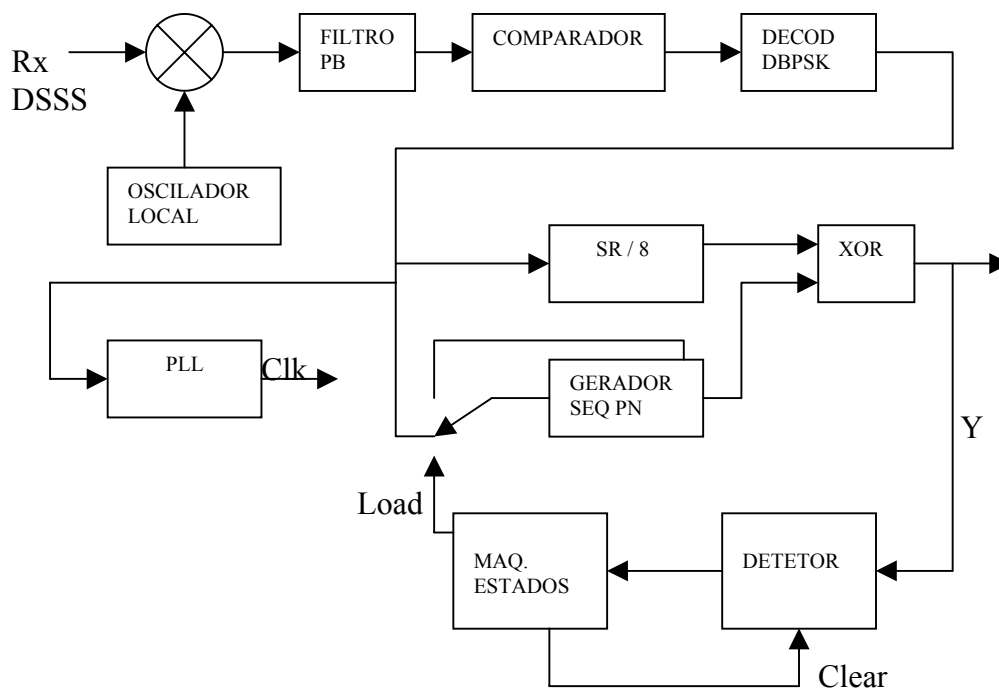 Rx
DSSS
FILTRO
PB
COMPARADOR
DECOD
DBPSK
OSCILADOR
LOCAL
SR / 8
XOR
PLL
Clk
GERADOR
SEQ PN
Y
Load
MAQ.
ESTADOS
DETETOR
Clear